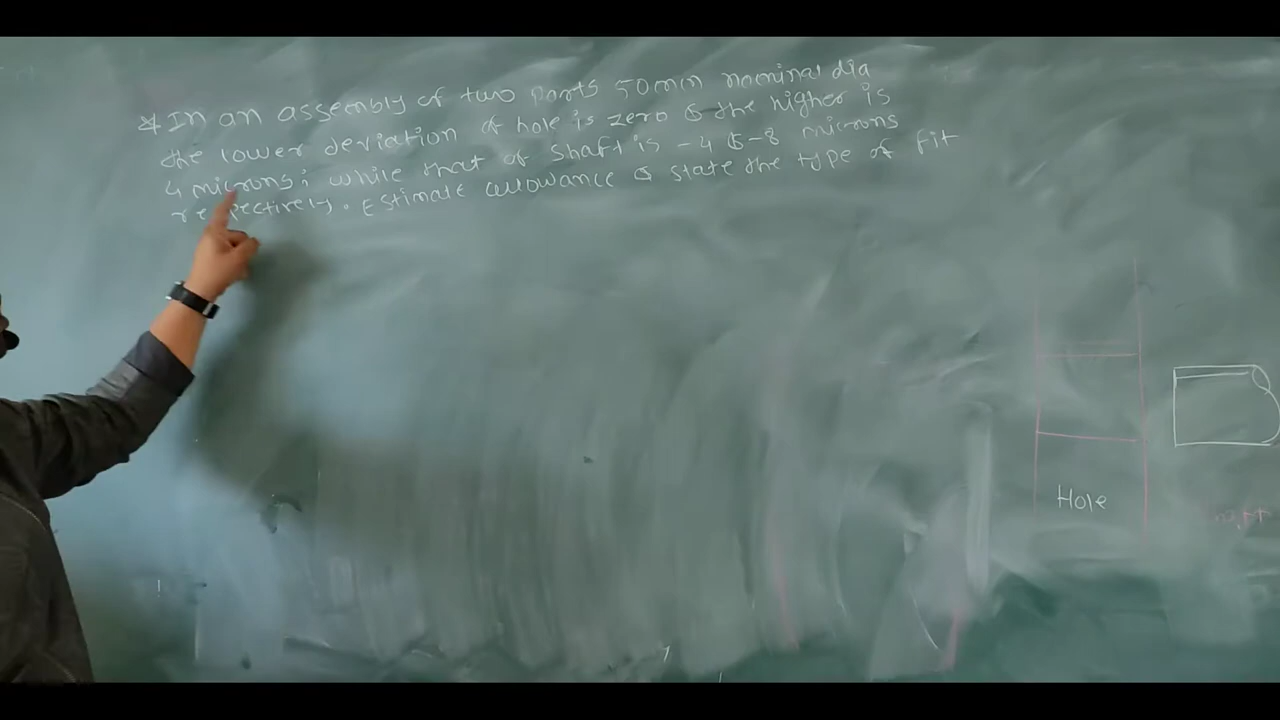 * In an assembly of two parts 50mm nominal dia
the lower deviation of hole is zero & the higher is
4 microns; while that of shaft is -4 & -8 microns
respectively. Estimate allowance & state the type of fit
Hole